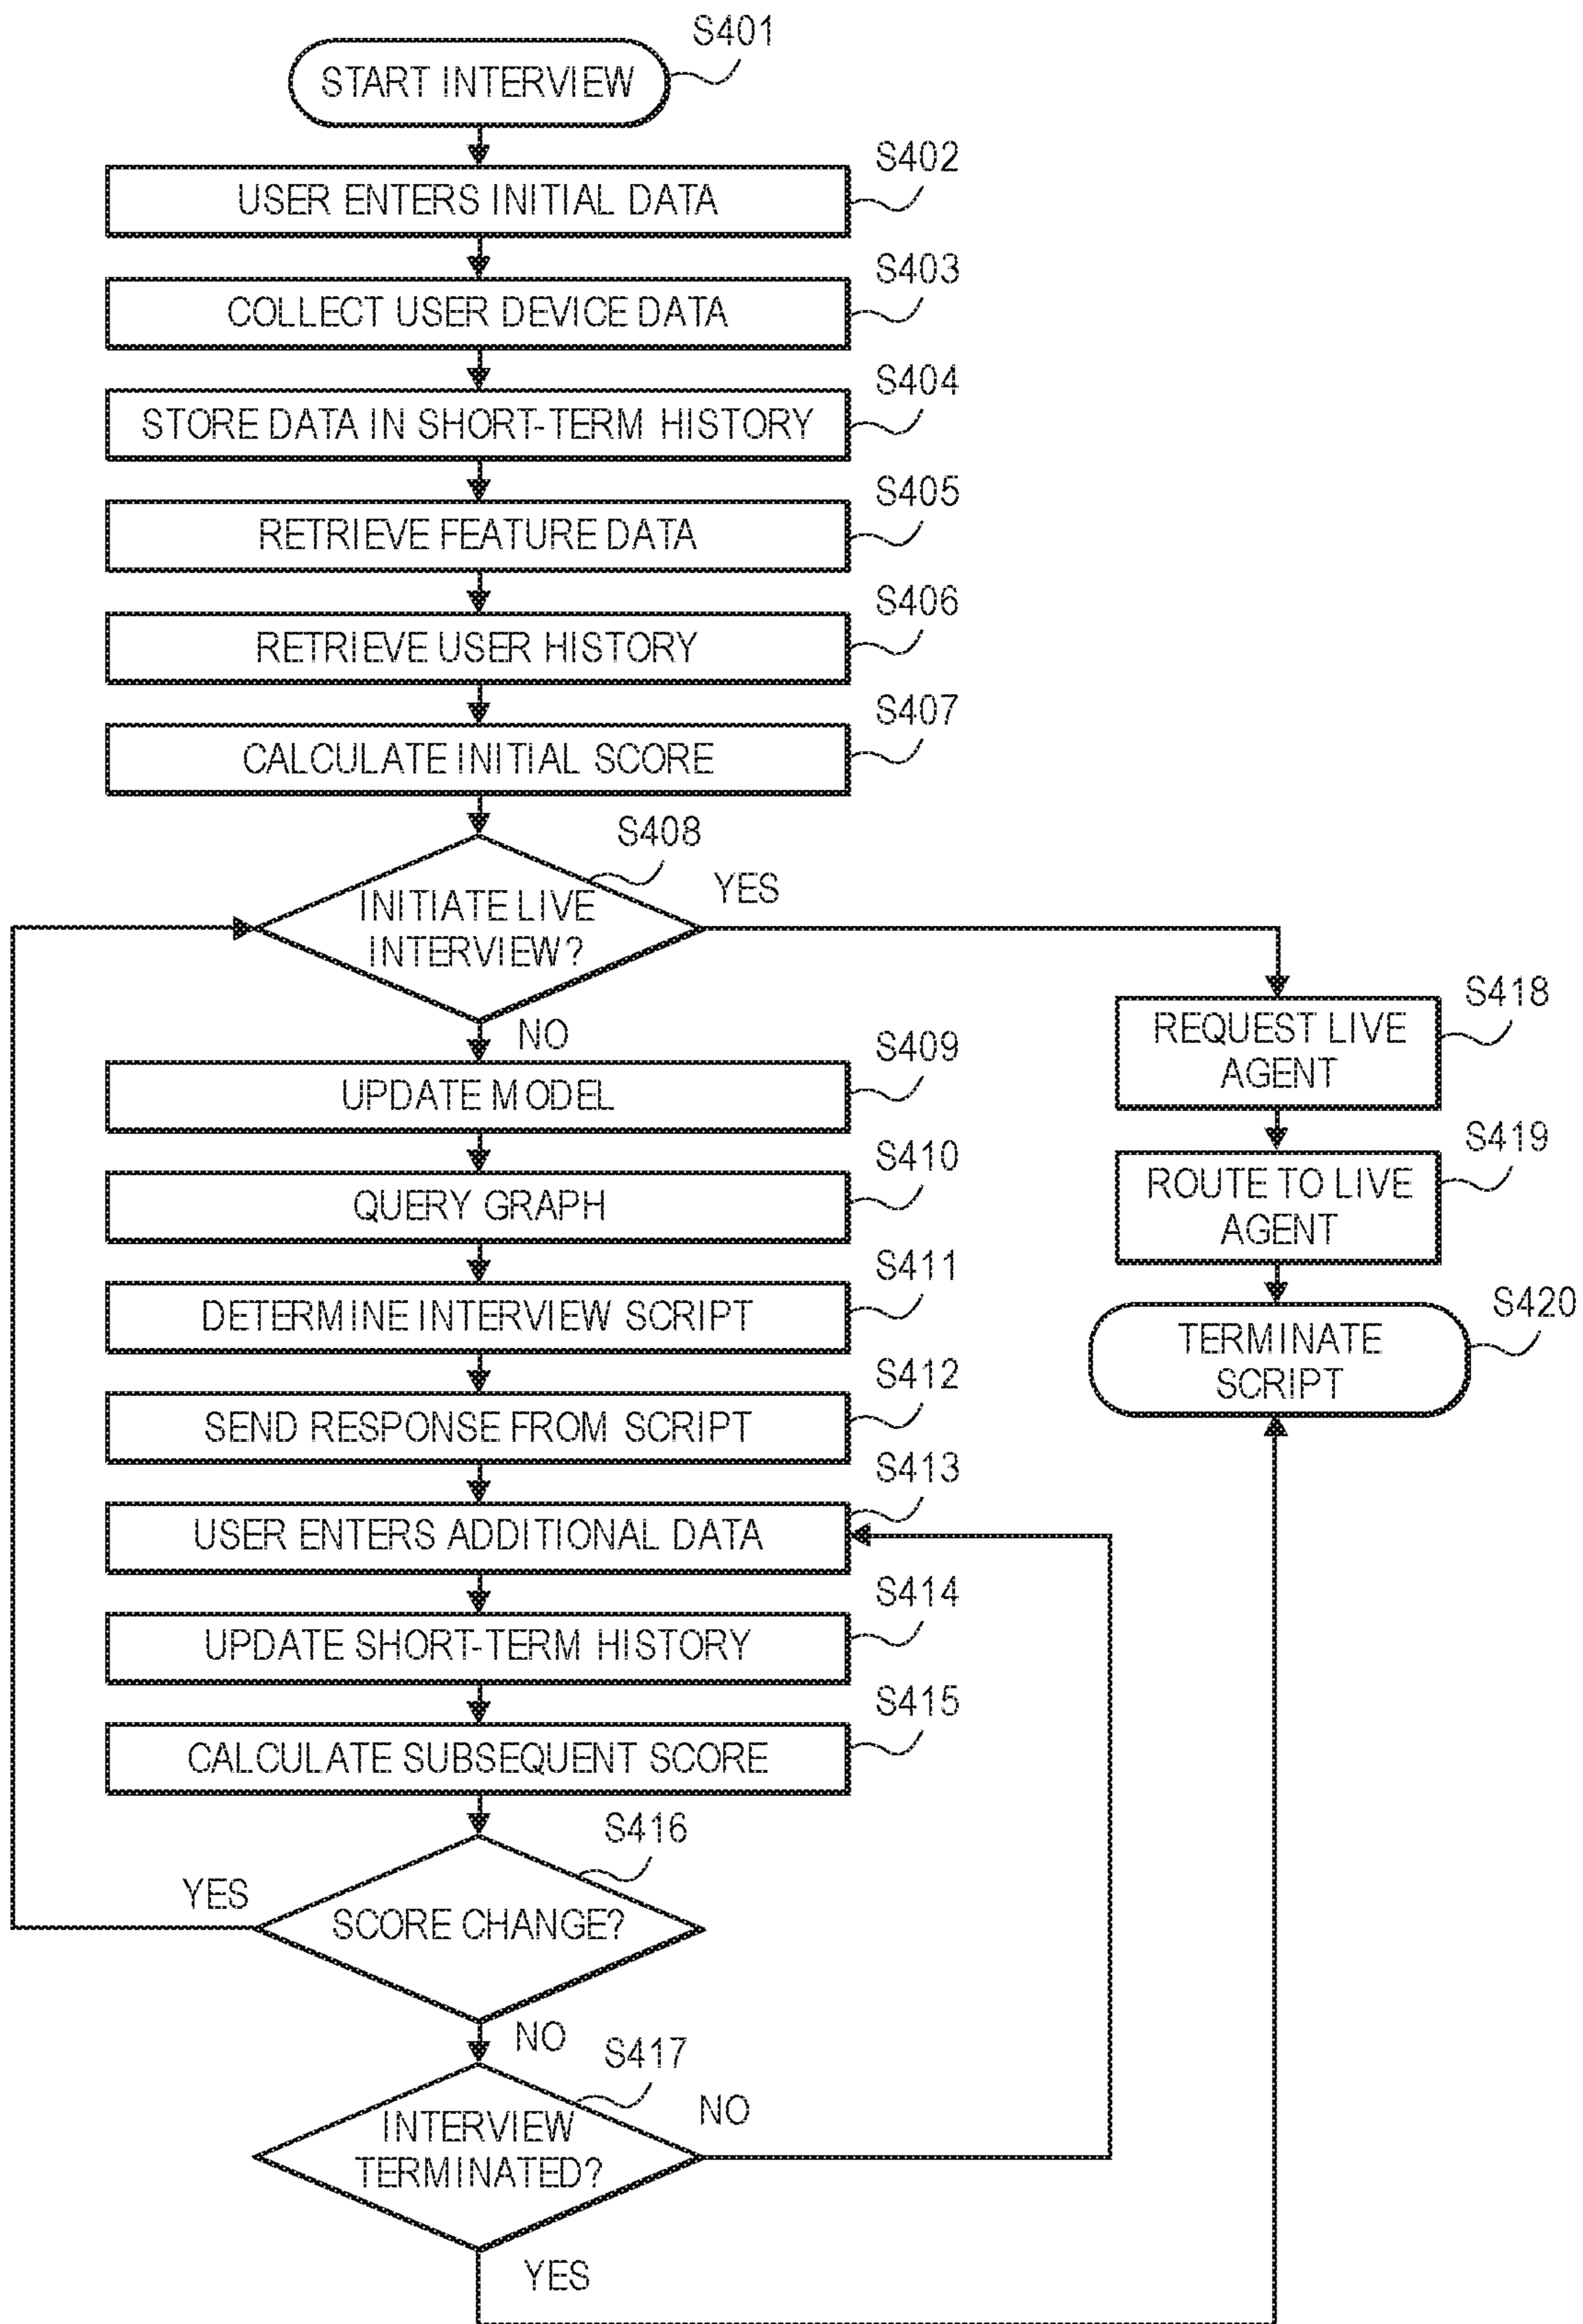 S401
START INTERVIEW
S402
USER ENTERS INITIAL DATA
S403
COLLECT USER DEVICE DATA
S404
STORE DATA IN SHORT-TERM HISTORY
S405
RETRIEVE FEATURE DATA
S406
RETRIEVE USER HISTORY
S407
CALCULATE INITIAL SCORE
S408
INITIATE LIVE
INTERVIEW?
YES
NO
S418
REQUEST LIVE
AGENT
S409
UPDATE MODEL
S419
ROUTE TO LIVE
AGENT
S410
QUERY GRAPH
S411
DETERMINE INTERVIEW SCRIPT
S420
TERMINATE
SCRIPT
S412
SEND RESPONSE FROM SCRIPT
S413
USER ENTERS ADDITIONAL DATA
S414
UPDATE SHORT-TERM HISTORY
S415
CALCULATE SUBSEQUENT SCORE
S416
YES
SCORE CHANGE?
NO
S417
INTERVIEW
TERMINATED?
NO
YES